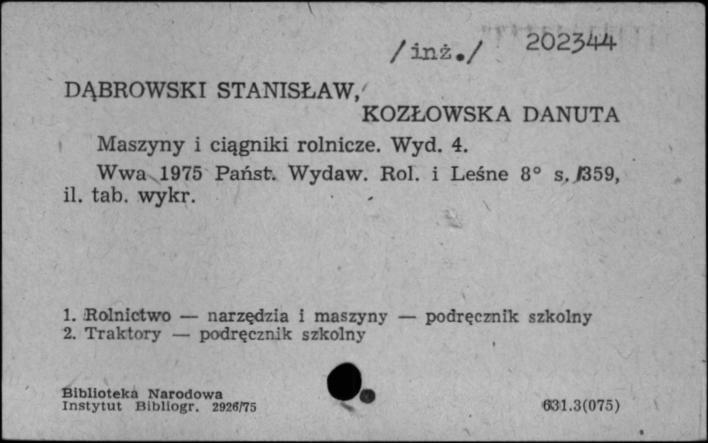 /inż./ 202344
DĄBROWSKI STANISŁAW,
KOZŁOWSKA DANUTA
Maszyny i ciągniki rolnicze. Wyd. 4.
Wwa 1975 Państ. Wydaw. Rol. i Leśne 8° s. /359,
il. tab. wykr.
1. Rolnictwo — narzędzia i maszyny — podręcznik szkolny
2. Traktory — podręcznik szkolny
Biblioteka Narodowa
Instytut Bibliogr. 2926/75 631.3(075)